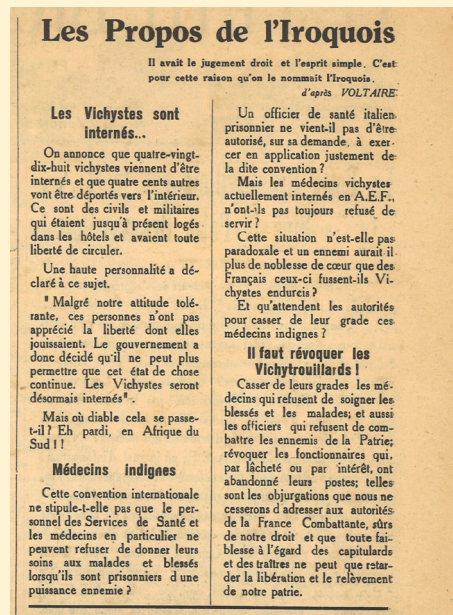 Les Propos de l'Iroquois
Il avait le jugement droit et l'esprit simple. C'est
pour cette raison qu'on le nommait l'Iroquois.
d'après VOLTAIRE
Les Vichystes sont
internés...
On annonce que quatre-vingt-
dix-huit vichystes viennent d'être
internés et que quatre cents autres
vont être déportés vers l'intérieur.
Ce sont des civils et militaires
qui étaient jusqu'à présent logés
dans les hôtels et avaient toute
liberté de circuler.
Une haute personnalité a dé-
claré à ce sujet.
" Malgré notre attitude tolé-
rante, ces personnes n'ont pas
apprécié la liberté dont elles
jouissaient. Le gouvernement a
donc décidé qu'il ne peut plus
permettre que cet état de chose
continue. Les Vichystes seront
désormais internés".
Mais où diable cela se passe-
t-il ? Eh pardi, en Afrique du
Sud ! !
Médecins indignes
Cette convention internationale
ne stipule-t-elle pas que le per-
sonnel des Services de Santé et
les médecins en particulier ne
peuvent refuser de donner leurs
soins aux malades et blessés
lorsqu'ils sont prisonniers d une
puissance ennemie ?
Un officier de santé italien
prisonnier ne vient-il pas d'être
autorisé, sur sa demande, à exer-
cer en application justement de
la dite convention ?
Mais les médecins vichystes
actuellement internés en A.E.F.,
n'ont-ils pas toujours refusé de
servir ?
Cette situation n'est-elle pas
paradoxale et un ennemi aurait il
plus de noblesse de cœur que des
Français ceux-ci fussent-ils Vi-
chystes endurcis ?
Et qu'attendent les autorités
pour casser de leur grade ces
médecins indignes ?
Il faut révoquer les
Vichytrouillards !
Casser de leurs grades les mé-
decins qui refusent de soigner les
blessés et les malades; et aussi
les officiers qui refusent de com-
battre les ennemis de la Patrie;
révoquer les fonctionnaires qui,
par lâcheté ou par intérêt, ont
abandonné leurs postes; telles
sont les objurgations que nous ne
cesserons d adresser aux autorités
de la France Combattante, sûrs
de notre droit et que toute fai-
blesse à l'égard des capitulards
et des traîtres ne peut que retar-
der la libération et le relèvement
de notre patrie.